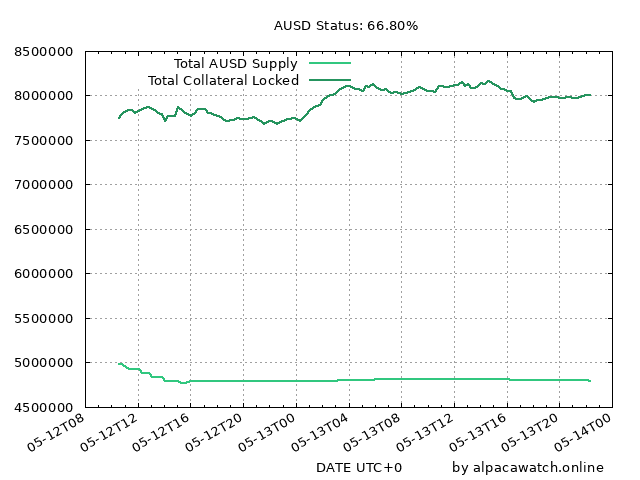 AUSD Status: 66.80%
8500000
Total AUSD Supply
Total Collateral Locked
8000000
7500000
7000000
6500000
6000000
5500000
5000000
4500000
05-12T08
05-12T12
05-12T16
05-12T20
05-13T00
05-13T04
05-13T08
05-13T12
05-13T16
05-13T20
05-14T00
DATE UTC+0
by alpacawatch.online